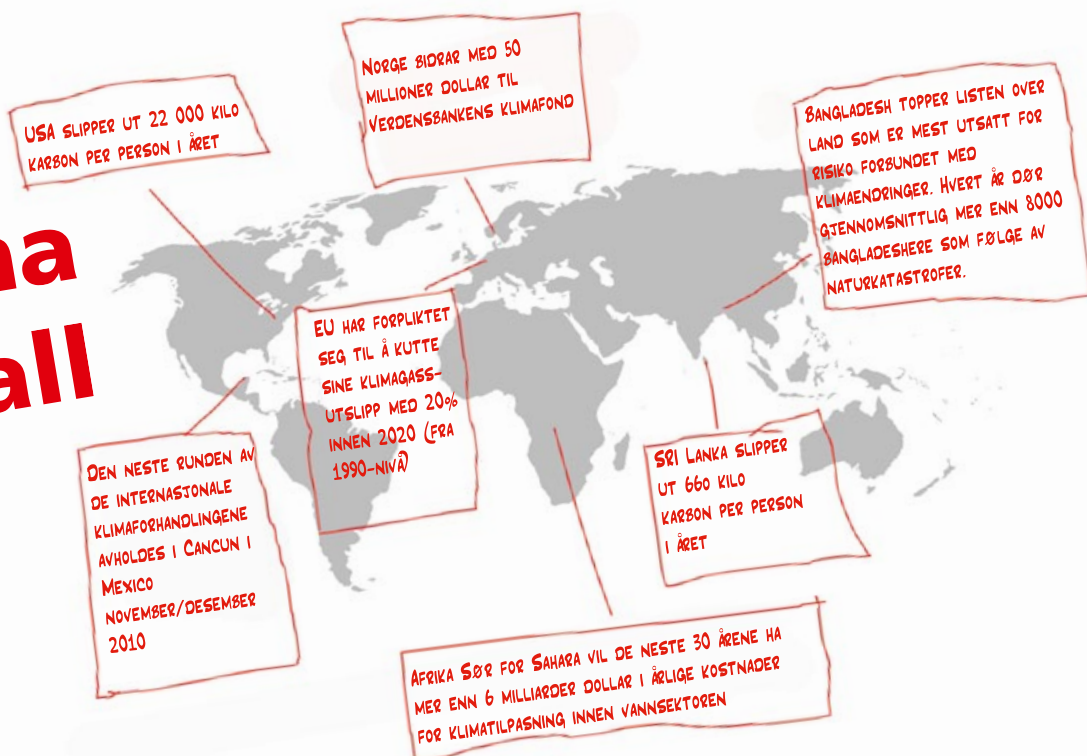 USA slipper ut 22 000 kilo
karbon per person i året
Norge bidrar med 50
millioner dollar til
Verdensbankens klimafond
Bangladesh topper listen over
land som er mest utsatt for
risiko forbundet med
klimaendringer. Hvert år dør
gjennomsnittlig mer enn 8000
bangladeshere som følge av
naturkatastrofer.
EU har forpliktet
seg til å kutte
sine klimagass-
utslipp med 20%
innen 2020 (fra
1990-nivå)
Den neste runden av
de internasjonale
klimaforhandlingene
avholdes i Cancun i
Mexico
november/desember
2010
Sri Lanka slipper
ut 660 kilo
karbon per person
i året
Afrika Sør for Sahara vil de neste 30 årene ha
mer enn 6 milliarder dollar i årlige kostnader
for klimatilpasning innen vannsektoren